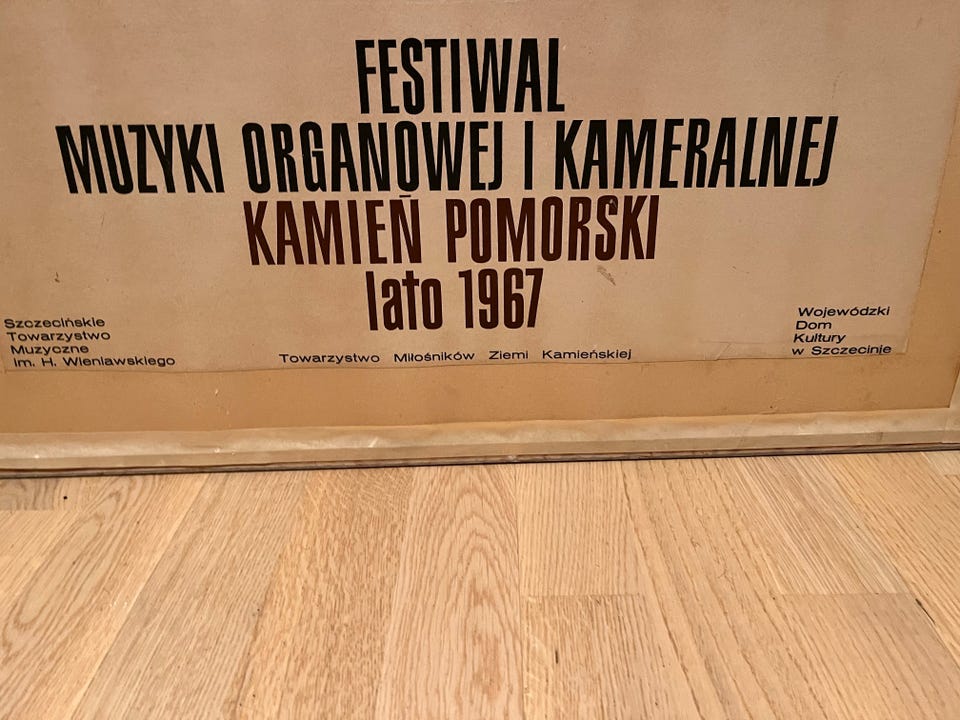 FESTIWAL
MUZYKI ORGANOWEJ I KAMERALNEJ
KAMIEŃ POMORSKI
lato 1967
Szczecińskie
Towarzystwo
Muzyczne
im. H. Wieniawskiego
Towarzystwo Miłośników Ziemi Kamieńskiej
Wojewódzki
Dom
Kultury
w Szczecinie